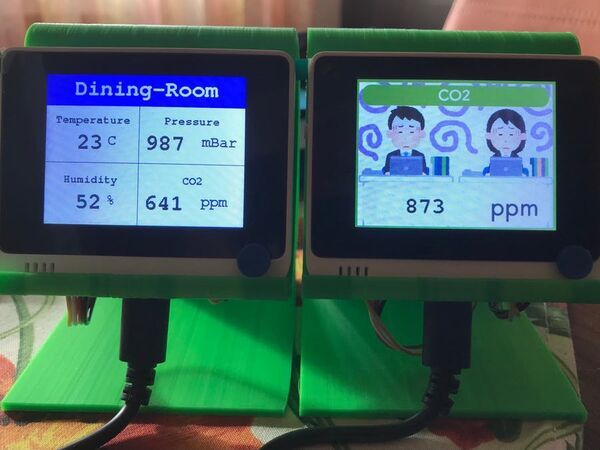 Dining-Room
Temperature
23 C
Pressure
987 mBar
Humidity
52 %
CO2
641 ppm
CO2
873 ppm